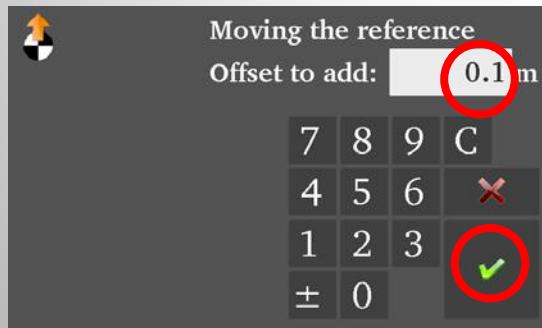 Moving the reference
Offset to add: 0.1 m
7 8 9 C
4 5 6
1 2 3
± 0